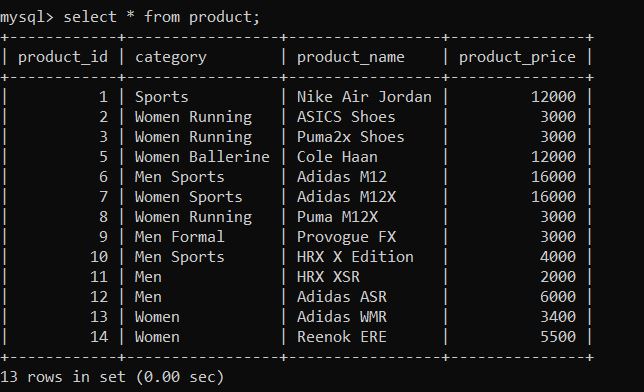 mysql> select * from product;
+------------+-----------------+-----------------+---------------+
| product_id | category        | product_name    | product_price |
+------------+-----------------+-----------------+---------------+
|          1 | Sports          | Nike Air Jordan |         12000 |
|          2 | Women Running   | ASICS Shoes     |          3000 |
|          3 | Women Running   | Puma2x Shoes    |          3000 |
|          5 | Women Ballerine | Cole Haan       |         12000 |
|          6 | Men Sports      | Adidas M12      |         16000 |
|          7 | Women Sports    | Adidas M12X     |         16000 |
|          8 | Women Running   | Puma M12X       |          3000 |
|          9 | Men Formal      | Provogue FX     |          3000 |
|         10 | Men Sports      | HRX X Edition   |          4000 |
|         11 | Men             | HRX XSR         |          2000 |
|         12 | Men             | Adidas ASR      |          6000 |
|         13 | Women           | Adidas WMR      |          3400 |
|         14 | Women           | Reenok ERE      |          5500 |
+------------+-----------------+-----------------+---------------+
13 rows in set (0.00 sec)